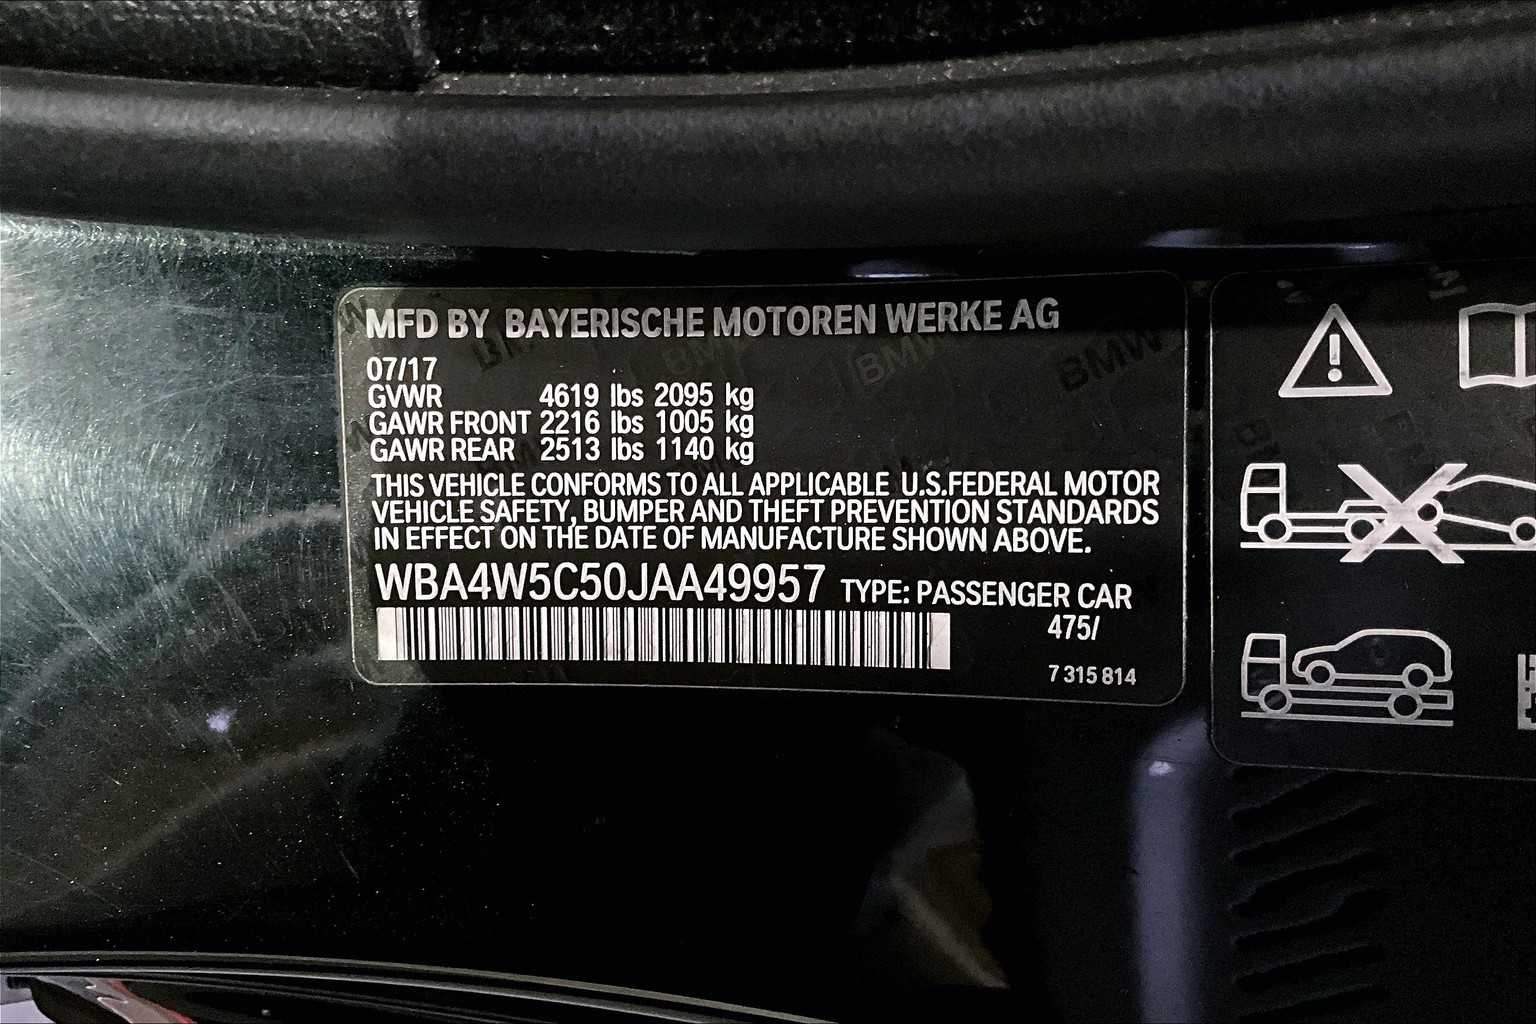 MFD BY BAYERISCHE MOTOREN WERKE AG
07/17
GVWR 4619 lbs 2095 kg
GAWR FRONT 2216 lbs 1005 kg
GAWR REAR 2513 lbs 1140 kg
THIS VEHICLE CONFORMS TO ALL APPLICABLE U.S.FEDERAL MOTOR
VEHICLE SAFETY, BUMPER AND THEFT PREVENTION STANDARDS
IN EFFECT ON THE DATE OF MANUFACTURE SHOWN ABOVE.
WBA4W5C50JAA49957 TYPE: PASSENGER CAR
475/
7 315 814